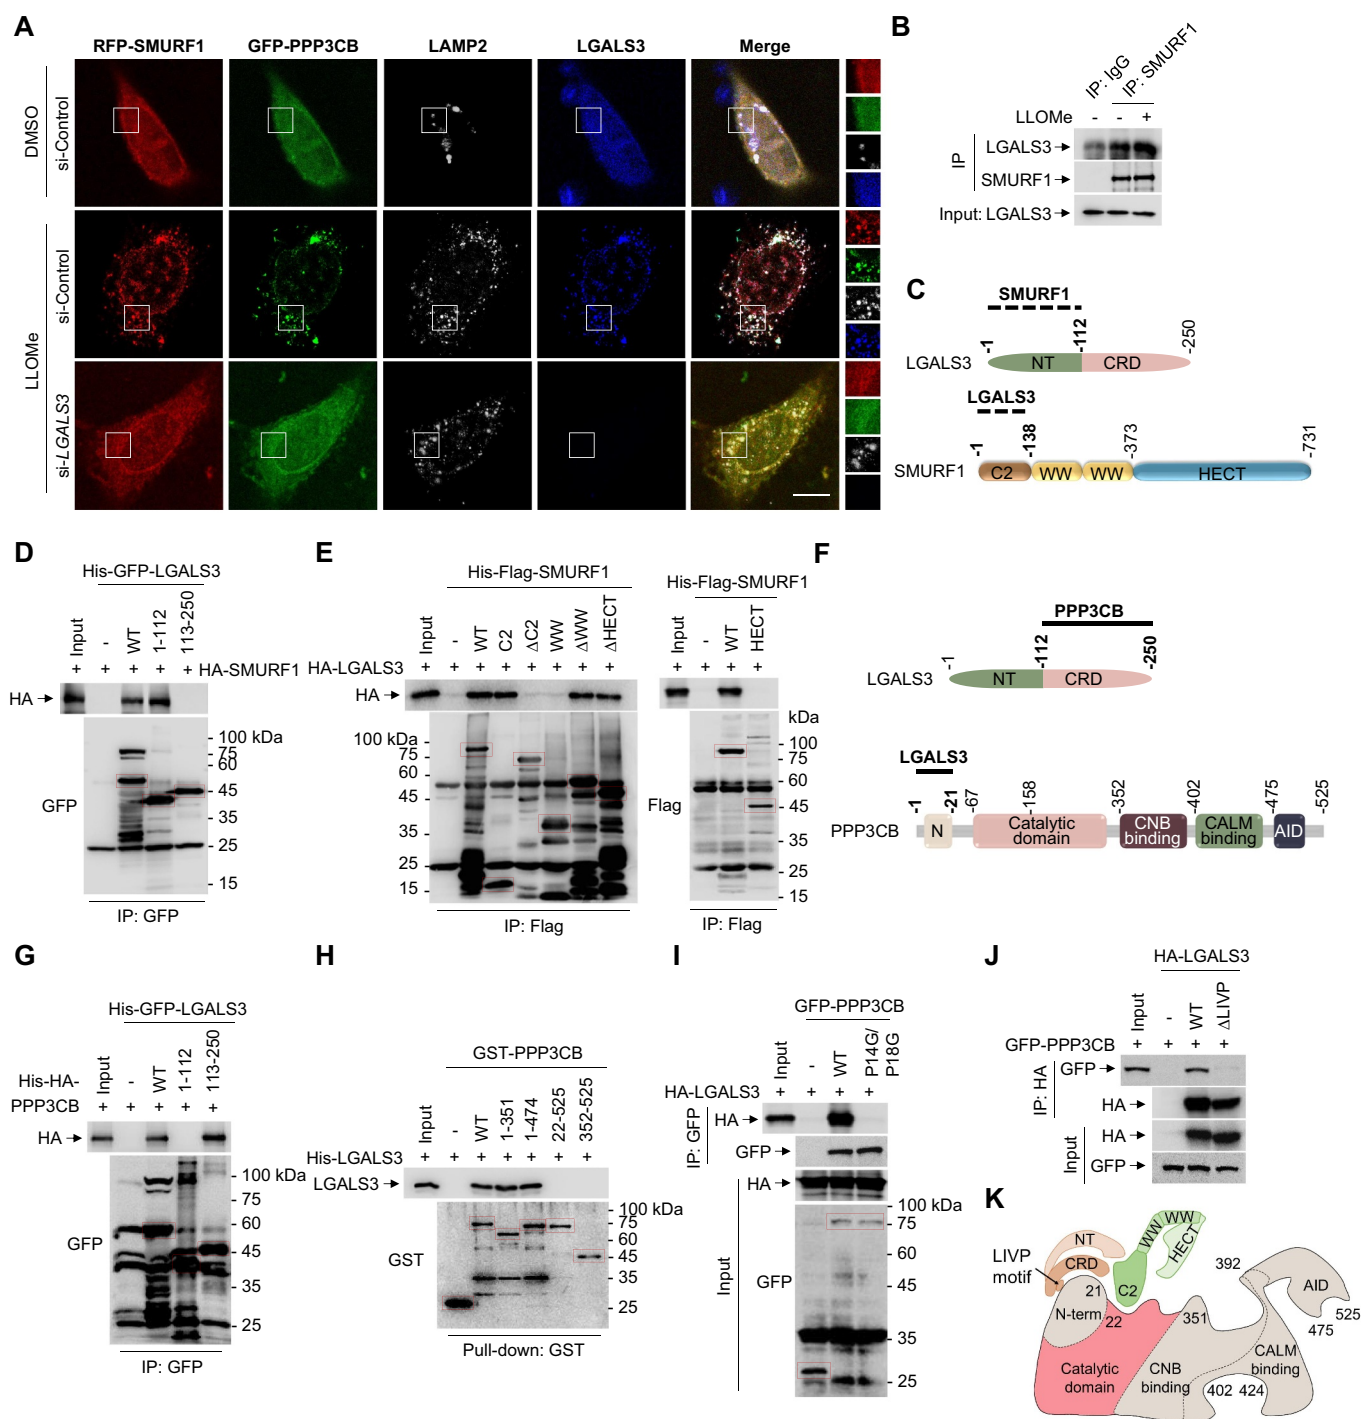 A
RFP-SMURF1 GFP-PPP3CB LAMP2 LGALS3 Merge
DMSO
si-Control
LLOMe
si-Control
si-LGALS3
B
IP: IgG
IP: SMURF1
LLOMe - - +
IP
LGALS3
SMURF1
Input: LGALS3
C
SMURF1
-1 -112 -250
LGALS3 NT CRD
LGALS3
-1 -138 -373 -731
SMURF1 C2 WW WW HECT
D
His-GFP-LGALS3
Input - WT 1-112 113-250
+ + + + + HA-SMURF1
HA
100 kDa
75
60
45
35
25
15
GFP
IP: GFP
E
His-Flag-SMURF1
Input - WT C2 ΔC2 WW ΔWW ΔHECT
HA-LGALS3 + + + + + + + +
HA
100 kDa
75
60
45
35
25
15
IP: Flag
His-Flag-SMURF1
Input - WT HECT
+ + + +
kDa
100
75
60
45
35
25
15
Flag
IP: Flag
F
PPP3CB
-1 -112 -250
LGALS3 NT CRD
LGALS3
-1 -21 -67 -158 -352 -402 -475 -525
PPP3CB N Catalytic domain CNB binding CALM binding AID
G
His-GFP-LGALS3
Input - WT 1-112 113-250
His-HA-
PPP3CB + + + + +
HA
100 kDa
75
60
45
35
25
GFP
IP: GFP
H
GST-PPP3CB
Input - WT 1-351 1-474 22-525 352-525
His-LGALS3 + + + + + + +
LGALS3
100 kDa
75
60
45
35
25
GST
Pull-down: GST
I
GFP-PPP3CB
Input - WT P14G/
P18G
HA-LGALS3 + + + +
IP: GFP
HA
GFP
Input
HA
100 kDa
75
60
45
35
25
GFP
J
HA-LGALS3
Input - WT ΔLIVP
GFP-PPP3CB + + + +
IP: HA
GFP
HA
Input
HA
GFP
K
NT
CRD
LIVP
motif
WW WW
HECT
C2
21
N-term
22
351
392
AID
525
475
Catalytic
domain
CNB
binding
CALM
binding
402 424